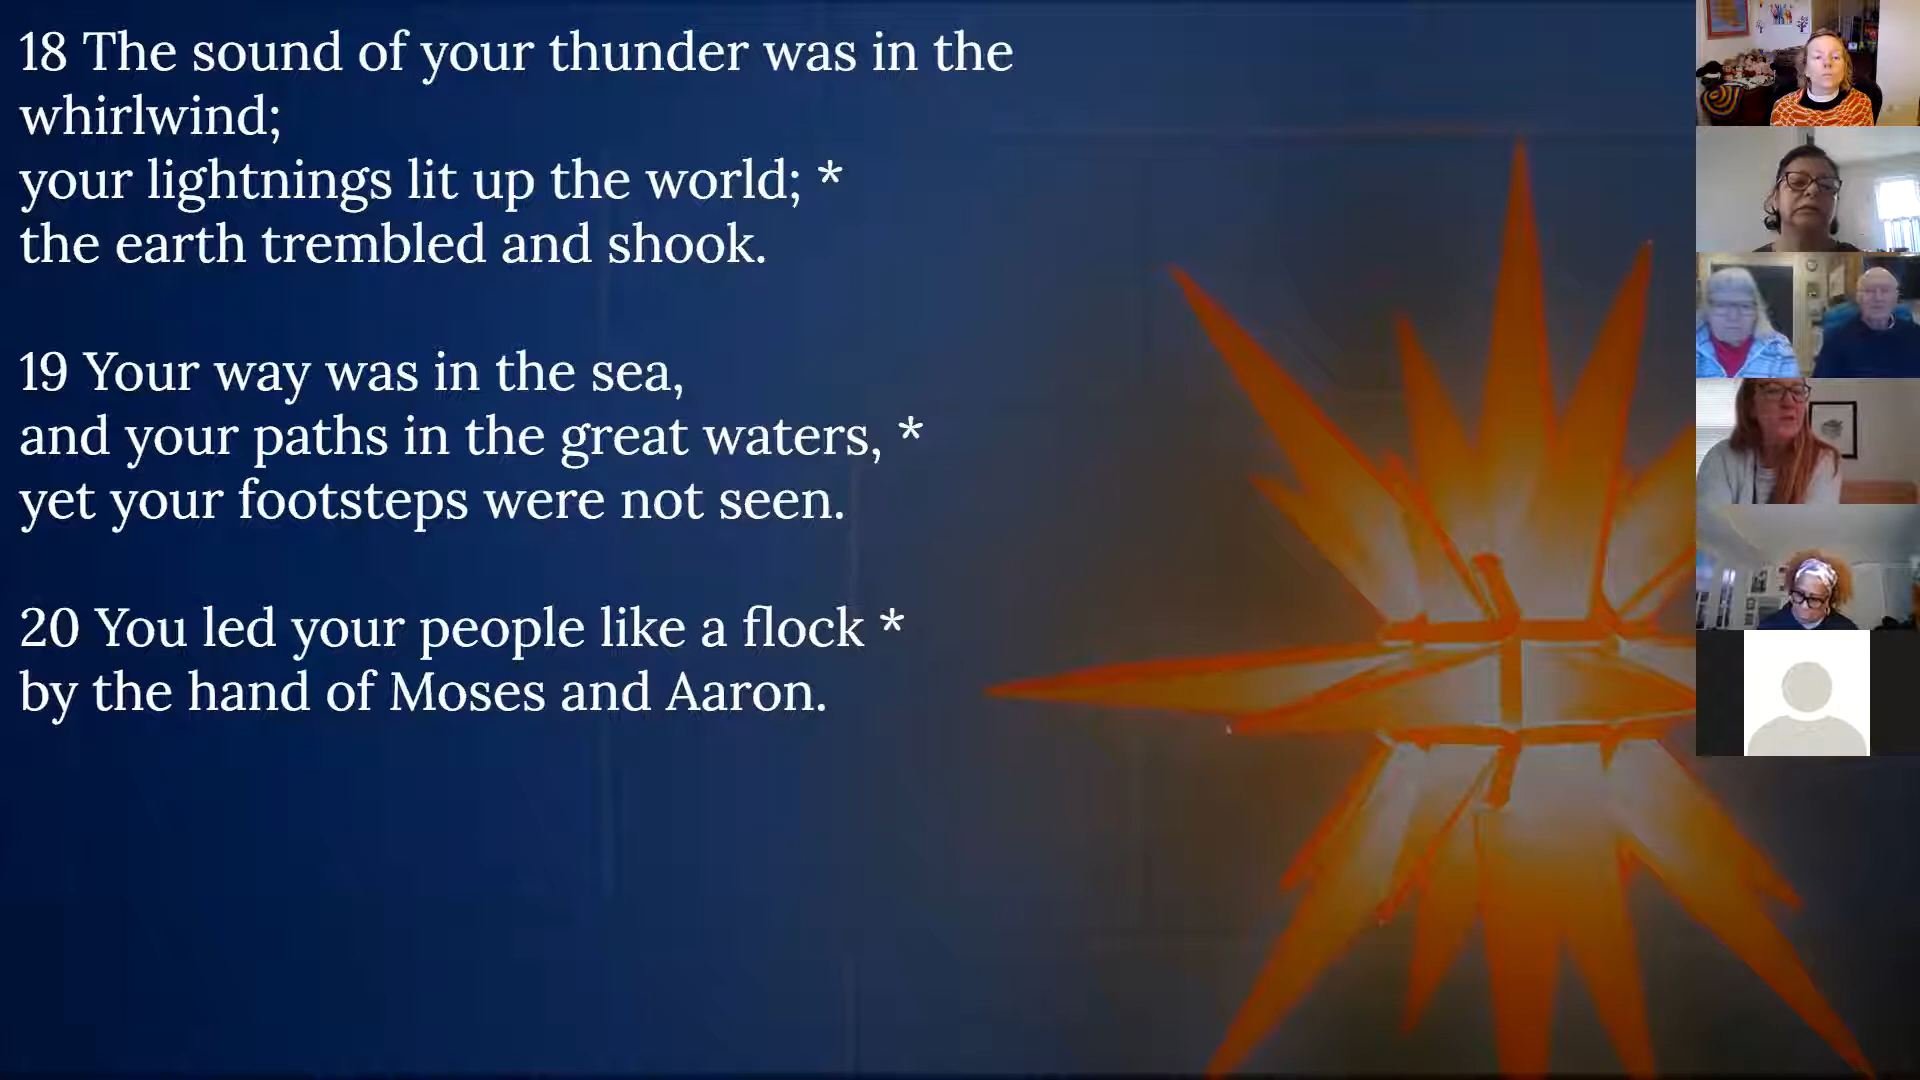 18 The sound of your thunder was in the
whirlwind;
your lightnings lit up the world; *
the earth trembled and shook.
19 Your way was in the sea,
and your paths in the great waters, *
yet your footsteps were not seen.
20 You led your people like a flock *
by the hand of Moses and Aaron.